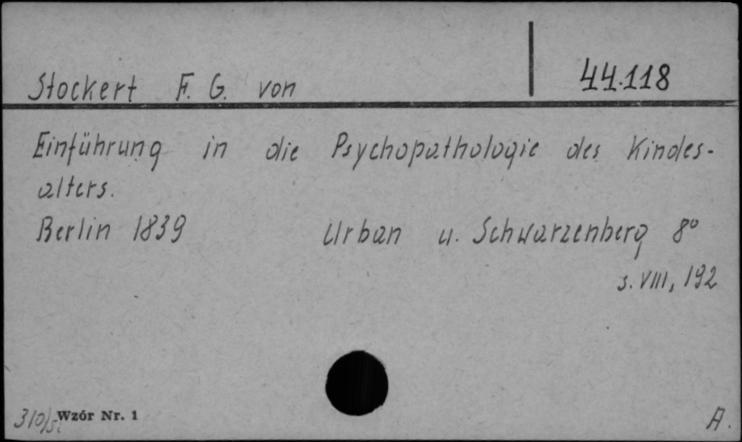 Stockert F. G. von 44.118
Einführung in die Psychopathologie des Kindes-
alters.
Berlin 1839 Urban u. Schwarzenberg 8°
s. VIII, 192
Wzór Nr. 1
A.